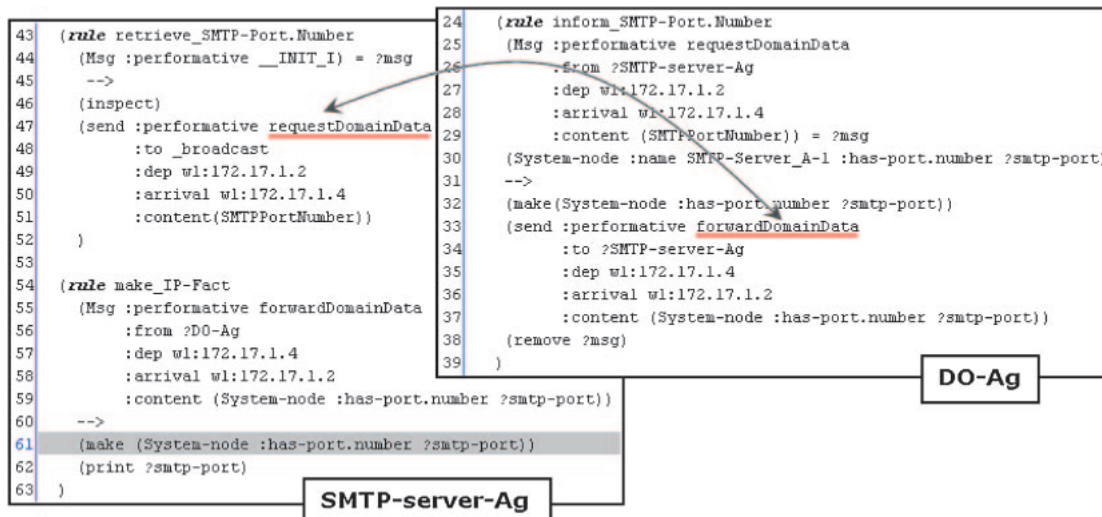 43 (rule retrieve_SMTP-Port.Number
44 (Msg :performative __INIT_I) = ?msg
45 -->
46 (inspect)
47 (send :performative requestDomainData
48 :to _broadcast
49 :dep w1:172.17.1.2
50 :arrival w1:172.17.1.4
51 :content(SMTPPortNumber))
52 )
53
54 (rule make_IP-Fact
55 (Msg :performative forwardDomainData
56 :from ?DO-Ag
57 :dep w1:172.17.1.4
58 :arrival w1:172.17.1.2
59 :content (System-node :has-port.number ?smtp-port))
60 -->
61 (make (System-node :has-port.number ?smtp-port))
62 (print ?smtp-port)
63 )
SMTP-server-Ag
24 (rule inform_SMTP-Port.Number
25 (Msg :performative requestDomainData
26 :from ?SMTP-server-Ag
27 :dep w1:172.17.1.2
28 :arrival w1:172.17.1.4
29 :content (SMTPPortNumber)) = ?msg
30 (System-node :name SMTP-Server_A-1 :has-port.number ?smtp-port)
31 -->
32 (make(System-node :has-port.number ?smtp-port))
33 (send :performative forwardDomainData
34 :to ?SMTP-server-Ag
35 :dep w1:172.17.1.4
36 :arrival w1:172.17.1.2
37 :content (System-node :has-port.number ?smtp-port))
38 (remove ?msg)
39 )
DO-Ag